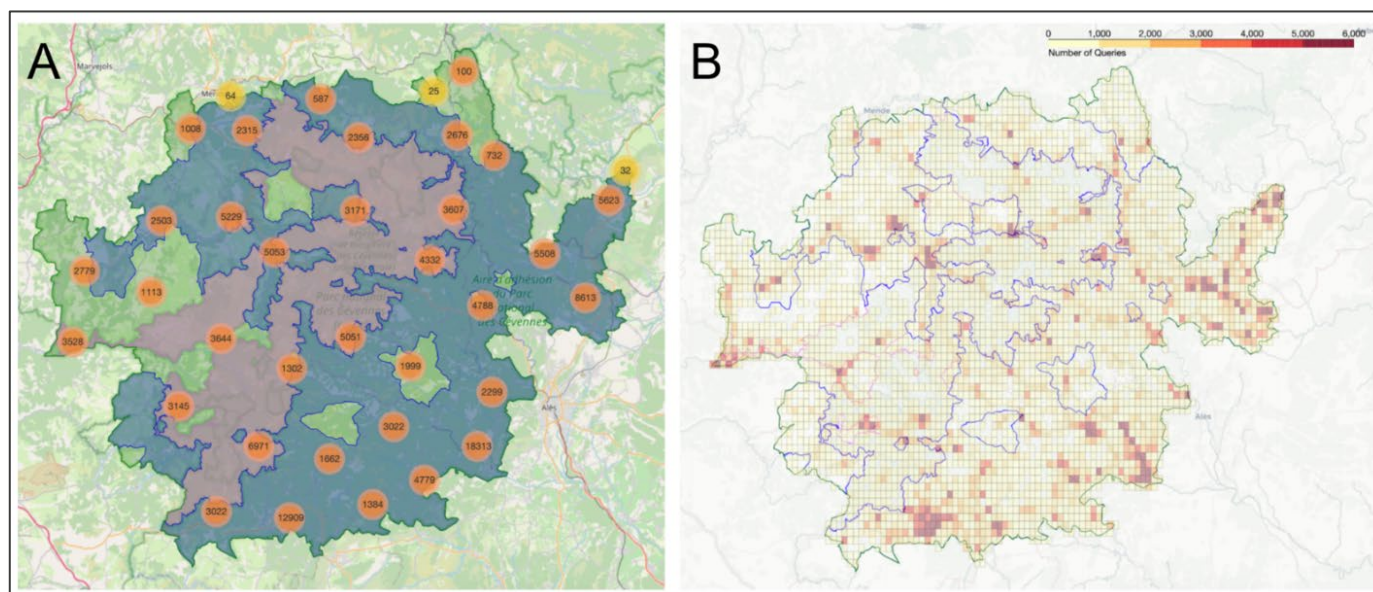 A
Marvejols
100
64
25
587
1008
2315
2358
2676
732
32
5623
2503
5229
3171
3607
5053
4332
5508
2779
1113
Aire d'adhésion
du Parc
national
des Cévennes
8613
4788
Parc national
des Cévennes
3528
3644
5051
1302
1999
2299
3145
Alès
3022
6971
18313
1662
4779
3022
12909
1384
B
0 1,000 2,000 3,000 4,000 5,000 6,000
Number of Queries
Mende
Alès